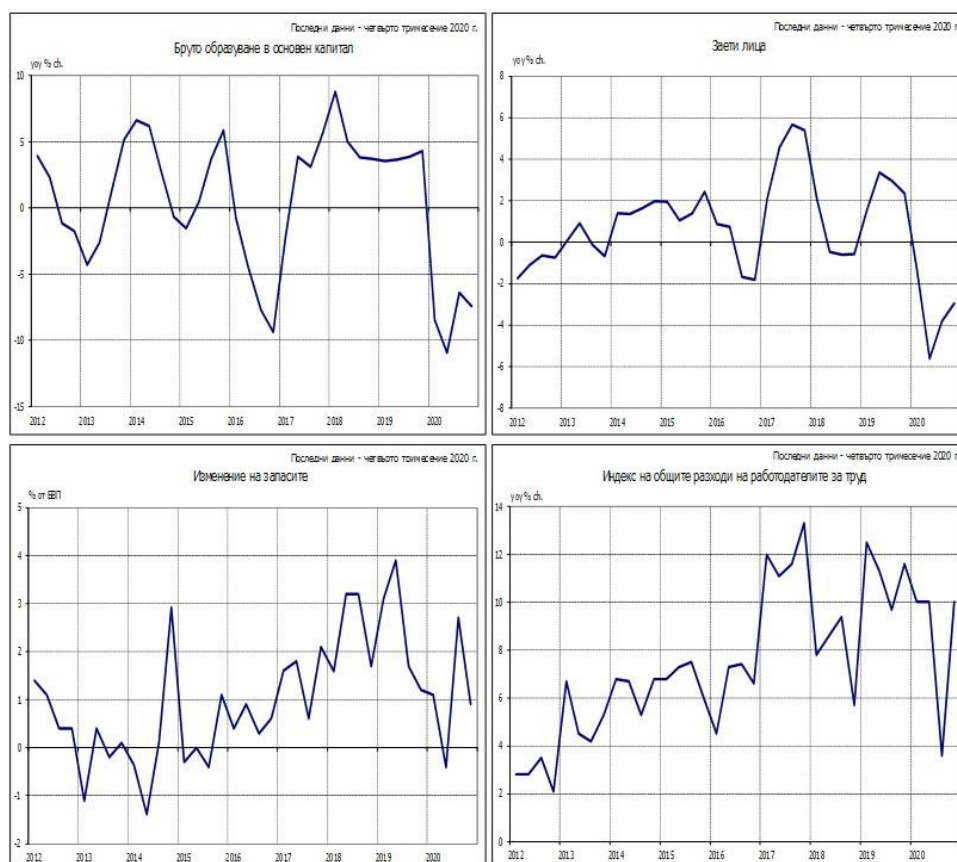 Последни данни - четвърто тримесечие 2020 г.
Бруто образуване в основен капитал
yoy % ch.
10
5
0
-5
-10
-15
2012 2013 2014 2015 2016 2017 2018 2019 2020
Последни данни - четвърто тримесечие 2020 г.
Заети лица
yoy % ch.
8
6
4
2
0
-2
-4
-6
-8
2012 2013 2014 2015 2016 2017 2018 2019 2020
Последни данни - четвърто тримесечие 2020 г.
Изменение на запасите
% от БВП
5
4
3
2
1
0
-1
-2
2012 2013 2014 2015 2016 2017 2018 2019 2020
Последни данни - четвърто тримесечие 2020 г.
Индекс на общите разходи на работодателите за труд
yoy % ch.
14
12
10
8
6
4
2
0
2012 2013 2014 2015 2016 2017 2018 2019 2020